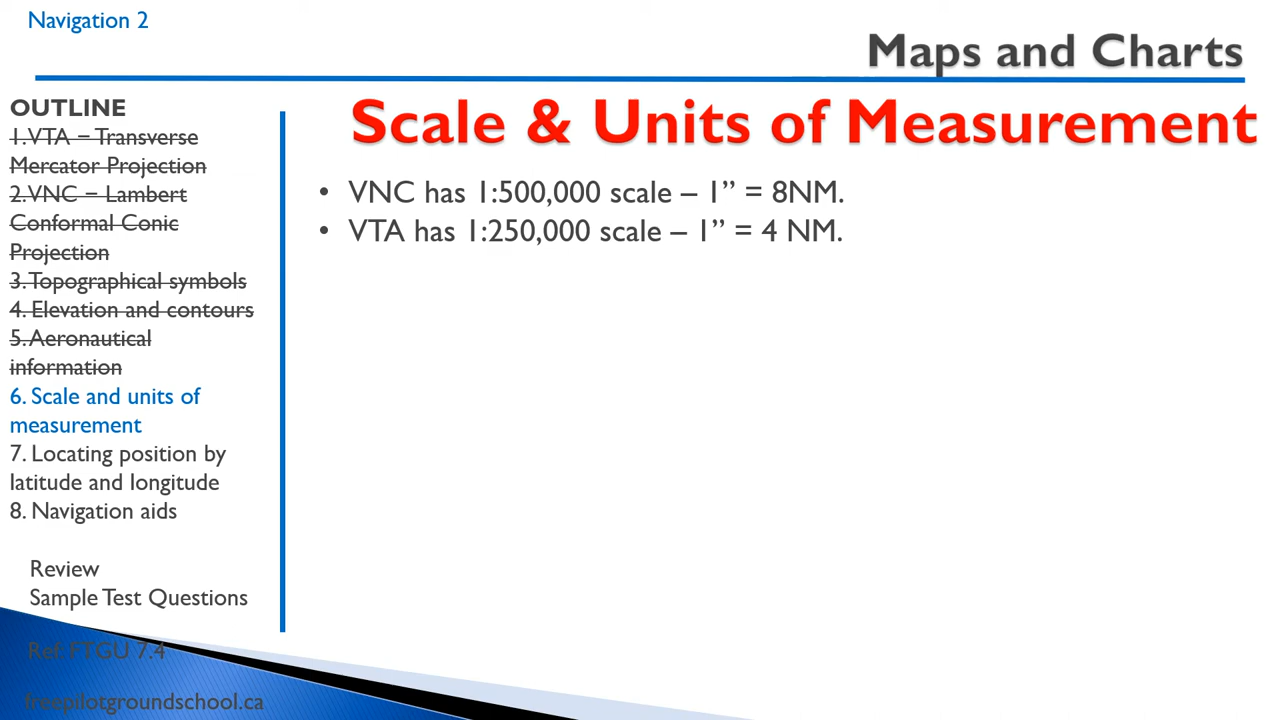 Navigation 2
Maps and Charts
OUTLINE
1.VTA – Transverse
Mercator Projection
2.VNC – Lambert
Conformal Conic
Projection
3.Topographical symbols
4. Elevation and contours
5. Aeronautical
information
6. Scale and units of
measurement
7. Locating position by
latitude and longitude
8. Navigation aids
Review
Sample Test Questions
Ref: FTGU 7.4
freepilotgroundschool.ca
Scale & Units of Measurement
• VNC has 1:500,000 scale – 1” = 8NM.
• VTA has 1:250,000 scale – 1” = 4 NM.